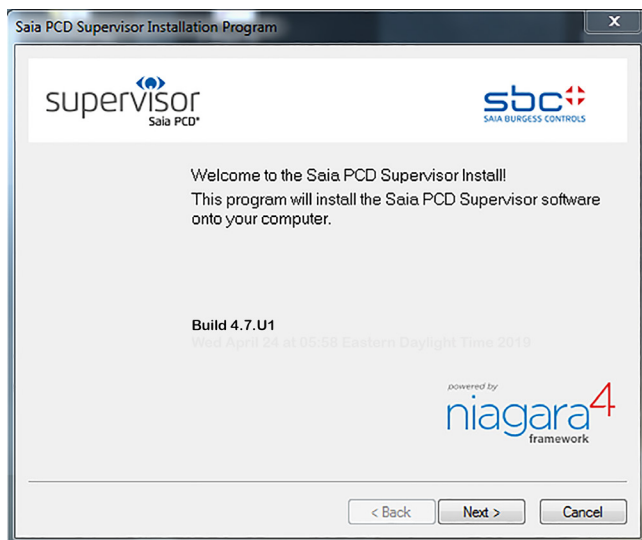 Saia PCD Supervisor Installation Program
x
supervisor
Saia PCD®
sbc
SAIA BURGESS CONTROLS
Welcome to the Saia PCD Supervisor Install!
This program will install the Saia PCD Supervisor software
onto your computer.
Build 4.7.U1
Wed April 24 at 05:58 Eastern Daylight Time 2019
powered by
niagara4
framework
< Back
Next >
Cancel